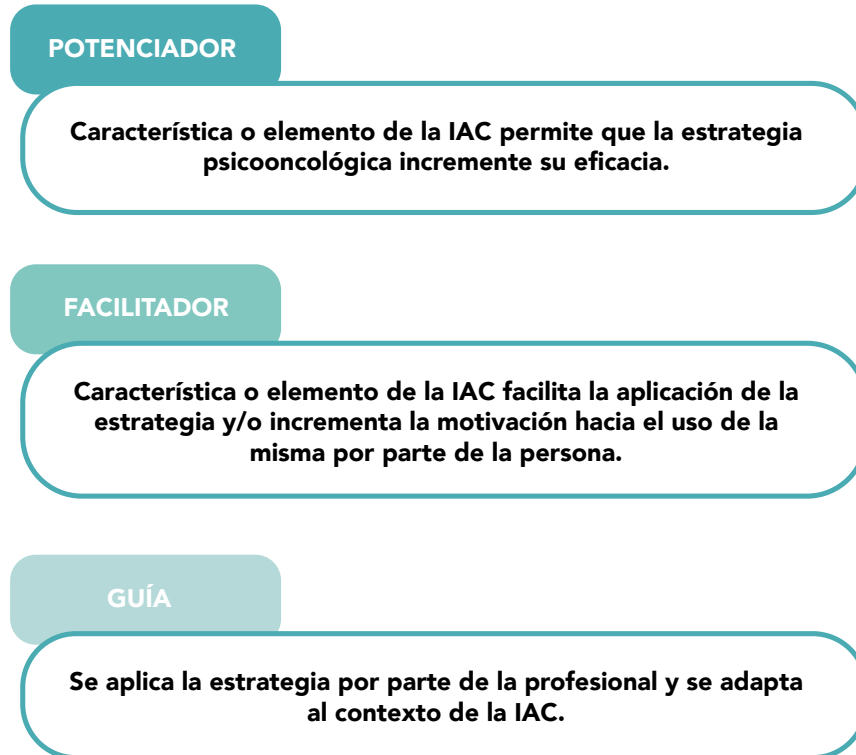 POTENCIADOR
Característica o elemento de la IAC permite que la estrategia
psicooncológica incremente su eficacia.
FACILITADOR
Característica o elemento de la IAC facilita la aplicación de la
estrategia y/o incrementa la motivación hacia el uso de la
misma por parte de la persona.
GUÍA
Se aplica la estrategia por parte de la profesional y se adapta
al contexto de la IAC.